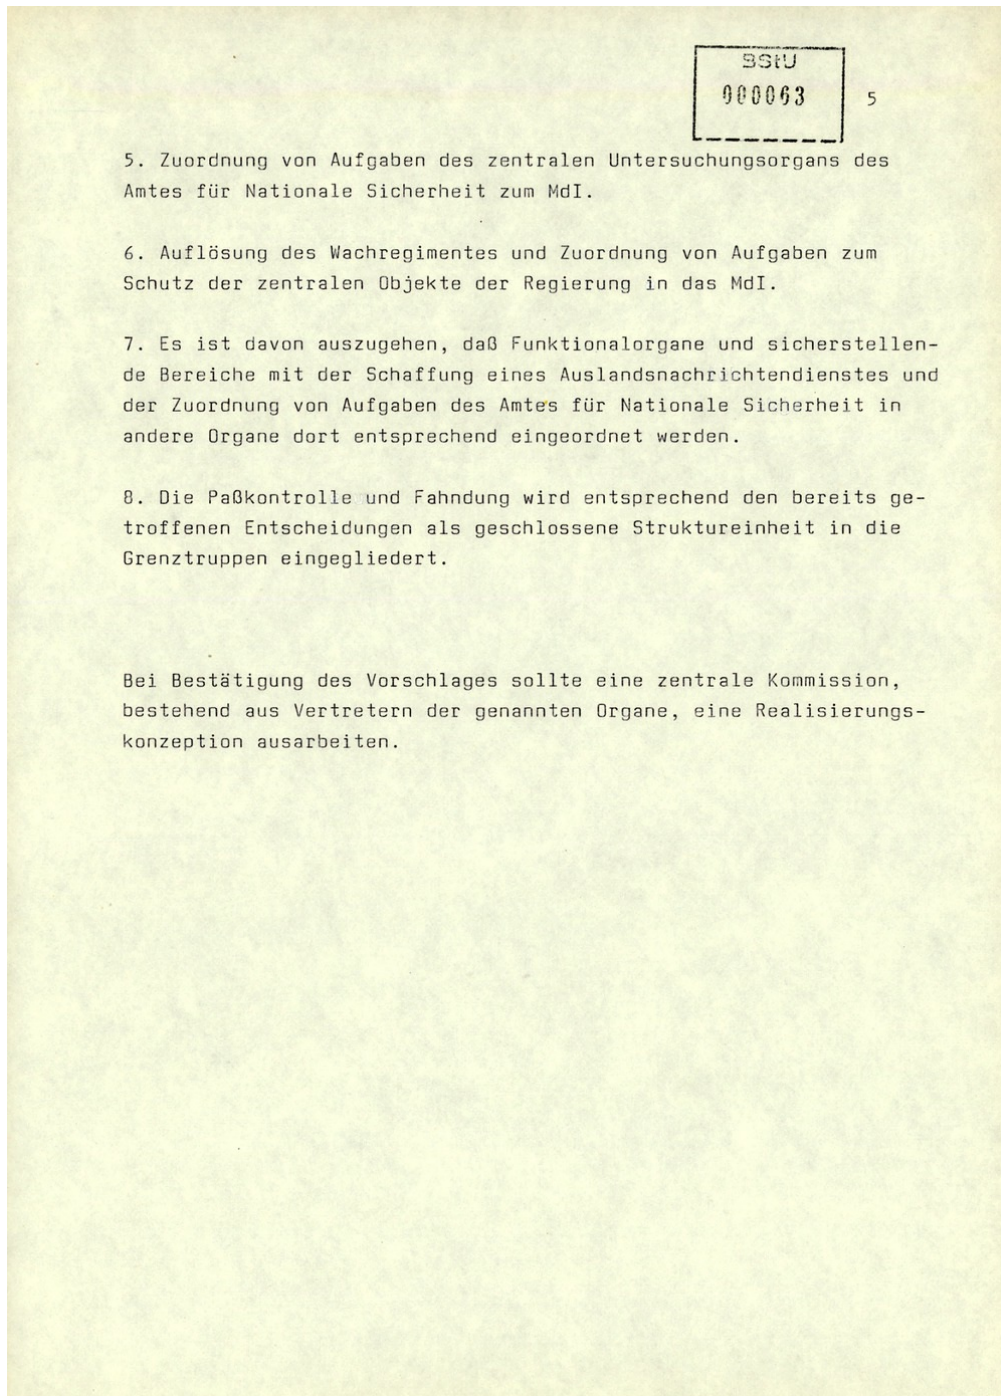 BStU
000063
5
5. Zuordnung von Aufgaben des zentralen Untersuchungsorgans des
Amtes für Nationale Sicherheit zum MdI.
6. Auflösung des Wachregimentes und Zuordnung von Aufgaben zum
Schutz der zentralen Objekte der Regierung in das MdI.
7. Es ist davon auszugehen, daß Funktionalorgane und sicherstellen-
de Bereiche mit der Schaffung eines Auslandsnachrichtendienstes und
der Zuordnung von Aufgaben des Amtes für Nationale Sicherheit in
andere Organe dort entsprechend eingeordnet werden.
8. Die Paßkontrolle und Fahndung wird entsprechend den bereits ge-
troffenen Entscheidungen als geschlossene Struktureinheit in die
Grenztruppen eingegliedert.
Bei Bestätigung des Vorschlages sollte eine zentrale Kommission,
bestehend aus Vertretern der genannten Organe, eine Realisierungs-
konzeption ausarbeiten.